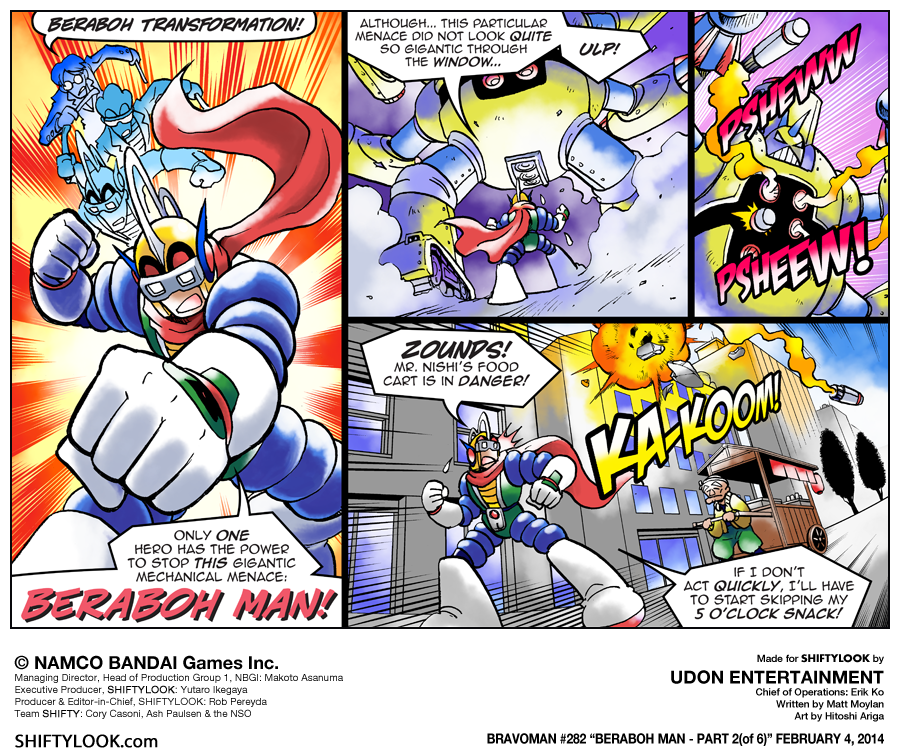 BERABOH TRANSFORMATION!
ONLY ONE
HERO HAS THE POWER
TO STOP THIS GIGANTIC
MECHANICAL MENACE:
BERABOH MAN!
ALTHOUGH... THIS PARTICULAR
MENACE DID NOT LOOK QUITE
SO GIGANTIC THROUGH
THE WINDOW...
ULP!
PSHEWW
PSHEEW!
ZOUNDS!
MR. NISHI'S FOOD
CART IS IN DANGER!
KA-KOOM!
IF I DON'T
ACT QUICKLY, I'LL HAVE
TO START SKIPPING MY
5 O'CLOCK SNACK!
© NAMCO BANDAI Games Inc.
Managing Director, Head of Production Group 1, NBGI: Makoto Asanuma
Executive Producer, SHIFTYLOOK: Yutaro Ikegaya
Producer & Editor-in-Chief, SHIFTYLOOK: Rob Pereyda
Team SHIFTY: Cory Casoni, Ash Paulsen & the NSO
SHIFTYLOOK.com
Made for SHIFTYLOOK by
UDON ENTERTAINMENT
Chief of Operations: Erik Ko
Written by Matt Moylan
Art by Hitoshi Ariga
BRAVOMAN #282 “BERABOH MAN - PART 2(of 6)” FEBRUARY 4, 2014